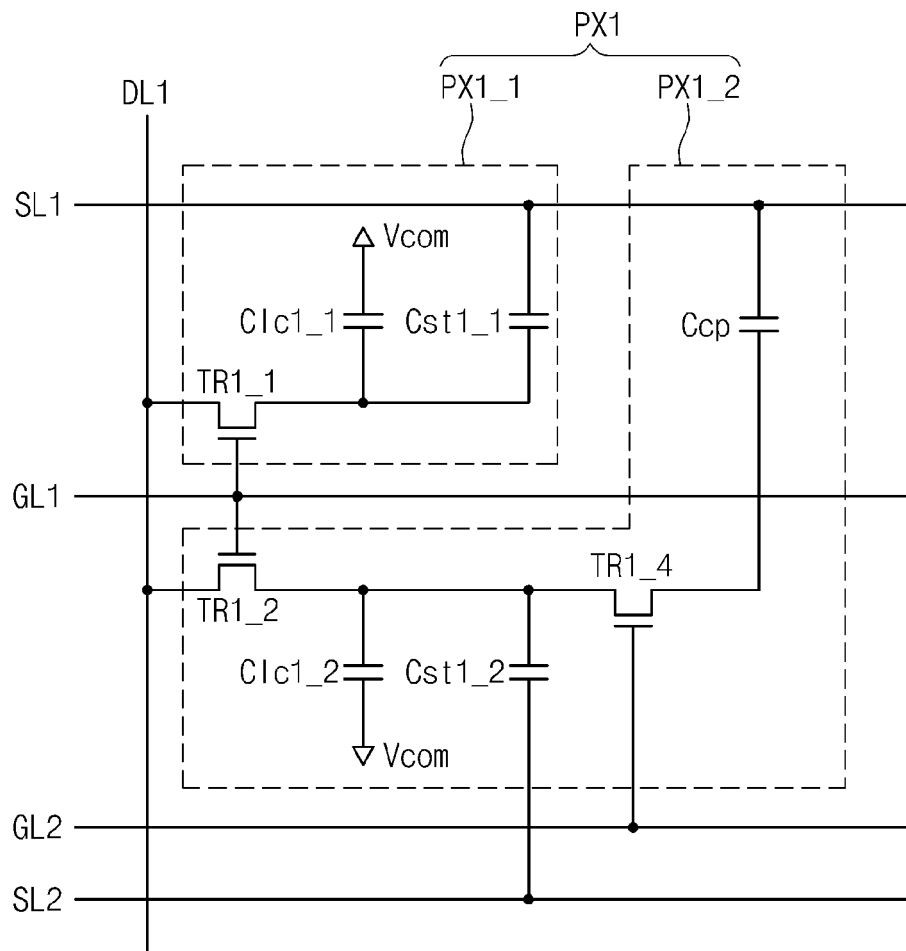 PX1
PX1_1 PX1_2
DL1
SL1
Vcom
Clc1_1 Cst1_1 Ccp
TR1_1
GL1
TR1_4
TR1_2
Clc1_2 Cst1_2
Vcom
GL2
SL2